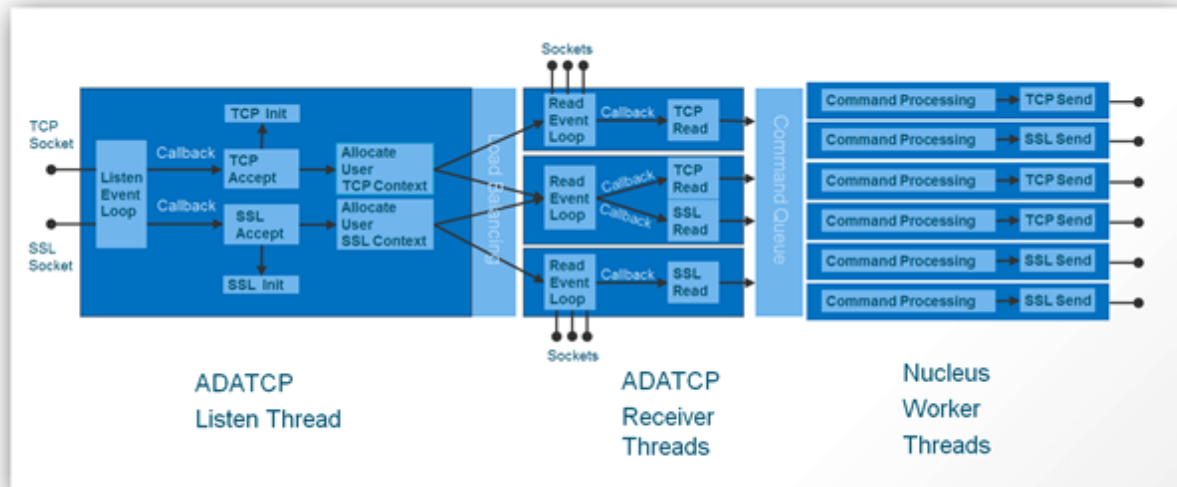 Sockets
TCP
Socket
SSL
Socket
Listen
Event
Loop
Callback
Callback
TCP Init
TCP
Accept
SSL
Accept
SSL Init
Allocate
User
TCP Context
Allocate
User
SSL Context
Load Balancing
Read
Event
Loop
Callback
TCP
Read
Read
Event
Loop
Callback
Callback
TCP
Read
SSL
Read
Read
Event
Loop
Callback
SSL
Read
Sockets
Command Queue
Command Processing
TCP Send
Command Processing
SSL Send
Command Processing
TCP Send
Command Processing
TCP Send
Command Processing
SSL Send
Command Processing
SSL Send
ADATCP
Listen Thread
ADATCP
Receiver
Threads
Nucleus
Worker
Threads